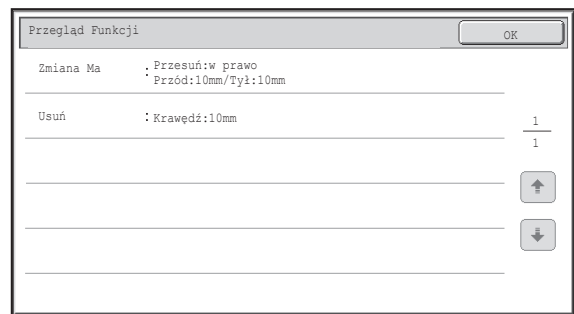 Przegląd Funkcji
OK
Zmiana Ma : Przesuń:w prawo
Przód:10mm/Tył:10mm
Usuń : Krawędź:10mm
1
1